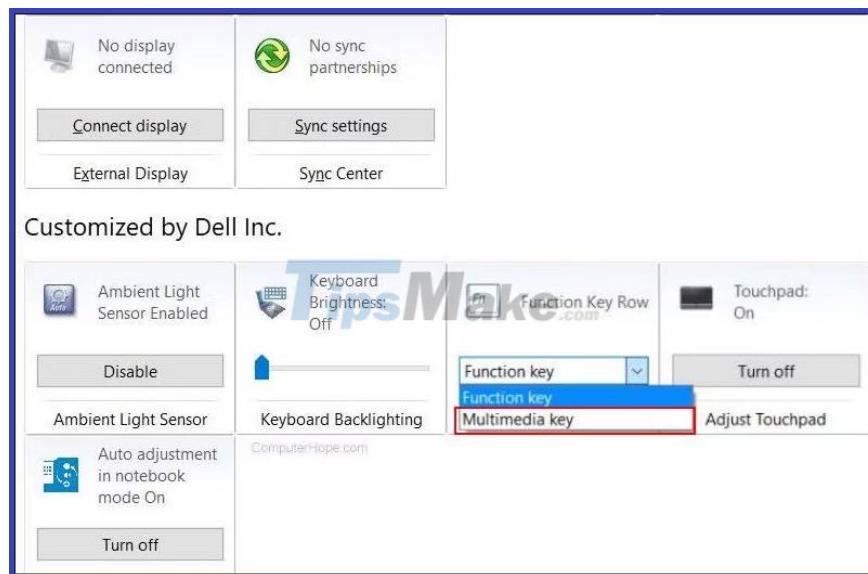 No display
connected
Connect display
External Display
No sync
partnerships
Sync settings
Sync Center
Customized by Dell Inc.
Auto
Ambient Light
Sensor Enabled
Disable
Ambient Light Sensor
Keyboard
Brightness:
Off
Keyboard Backlighting
fn
Function Key Row
Function key
Function key
Multimedia key
Touchpad:
On
Turn off
Adjust Touchpad
TipsMake.com
Auto adjustment
in notebook
mode On
Turn off
ComputerHope.com